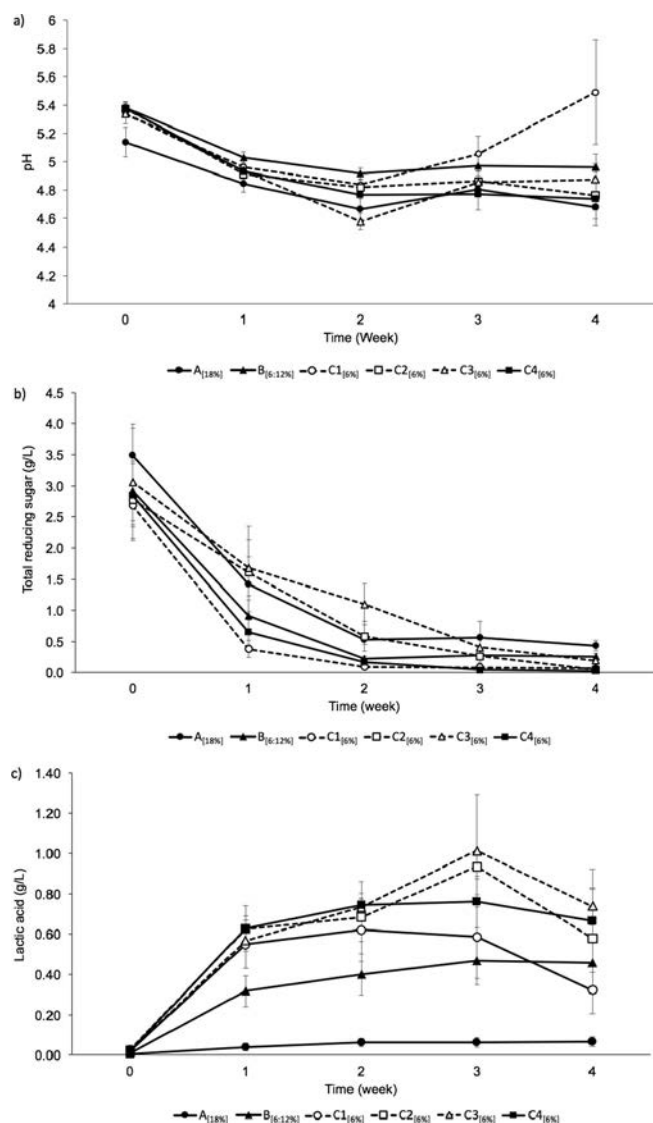 a)
6
5.8
5.6
5.4
5.2
5
4.8
4.6
4.4
4.2
4
pH
0 1 2 3 4
Time (Week)
A[18%] B[6:12%] C1[6%] C2[6%] C3[6%] C4[6%]
b)
4.5
4.0
3.5
3.0
2.5
2.0
1.5
1.0
0.5
0.0
Total reducing sugar (g/L)
0 1 2 3 4
Time (week)
A[18%] B[6:12%] C1[6%] C2[6%] C3[6%] C4[6%]
c)
1.40
1.20
1.00
0.80
0.60
0.40
0.20
0.00
Lactic acid (g/L)
0 1 2 3 4
Time (week)
A[18%] B[6:12%] C1[6%] C2[6%] C3[6%] C4[6%]